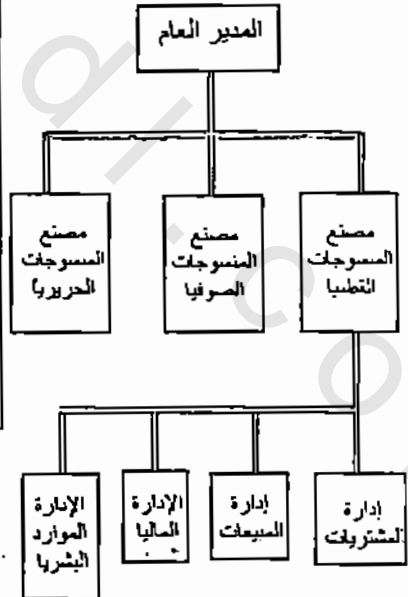 المدير العام
مصنع
المنسوجات
القطنيا
مصنع
المنسوجات
الصوفيا
مصنع
المنسوجات
الحريريا
إدارة
المشتريات
إدارة
المبيعات
الإدارة
الماليا
الإدارة
الموارد
البشريا